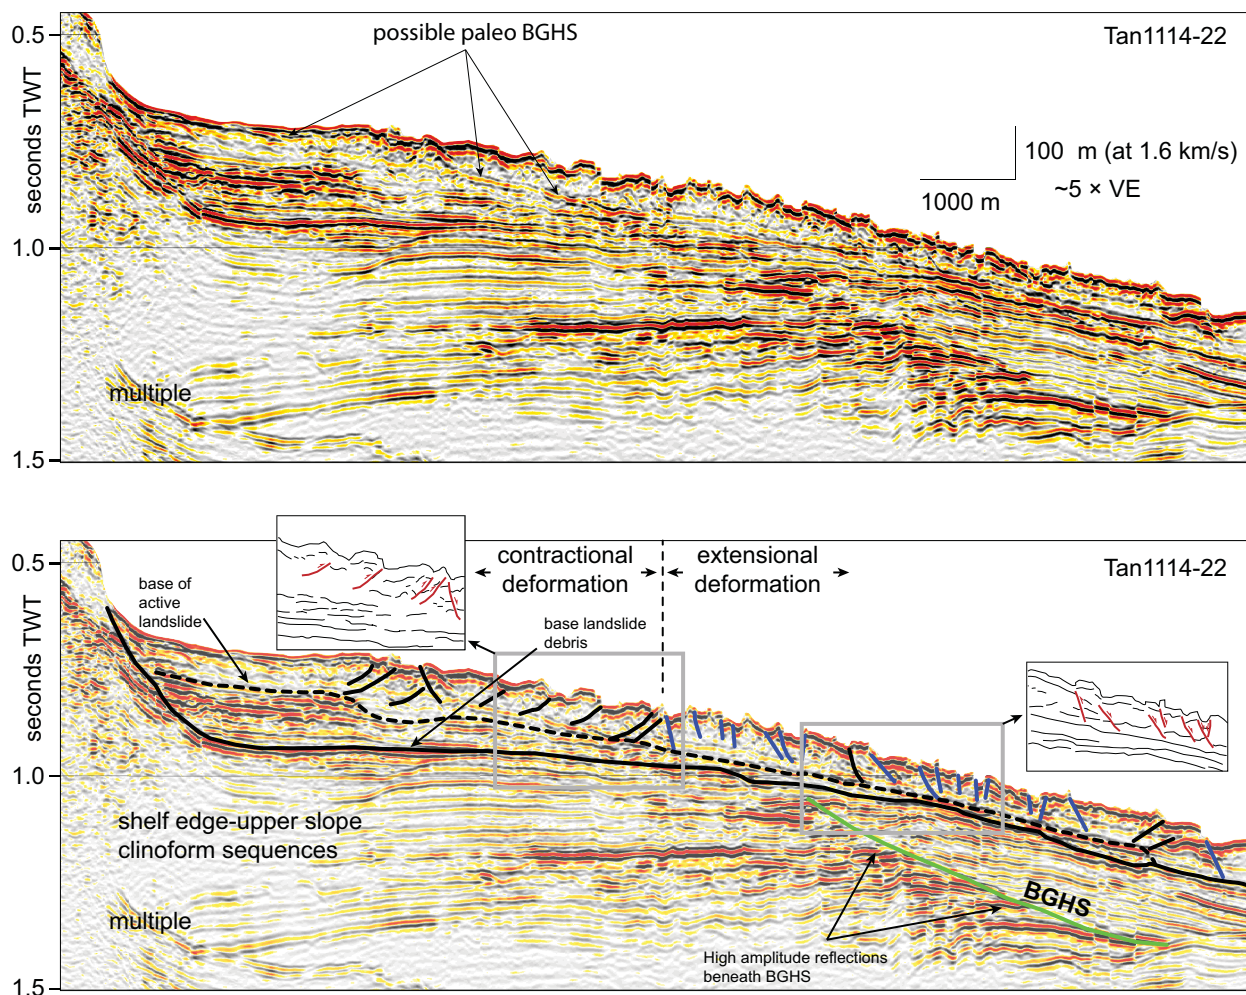 0.5
possible paleo BGHS
Tan1114-22
seconds TWT
100 m (at 1.6 km/s)
~5 × VE
1000 m
1.0
multiple
1.5
0.5
contractional
deformation
extensional
deformation
Tan1114-22
base of
active
landslide
base landslide
debris
seconds TWT
1.0
shelf edge-upper slope
clinoform sequences
BGHS
multiple
High amplitude reflections
beneath BGHS
1.5